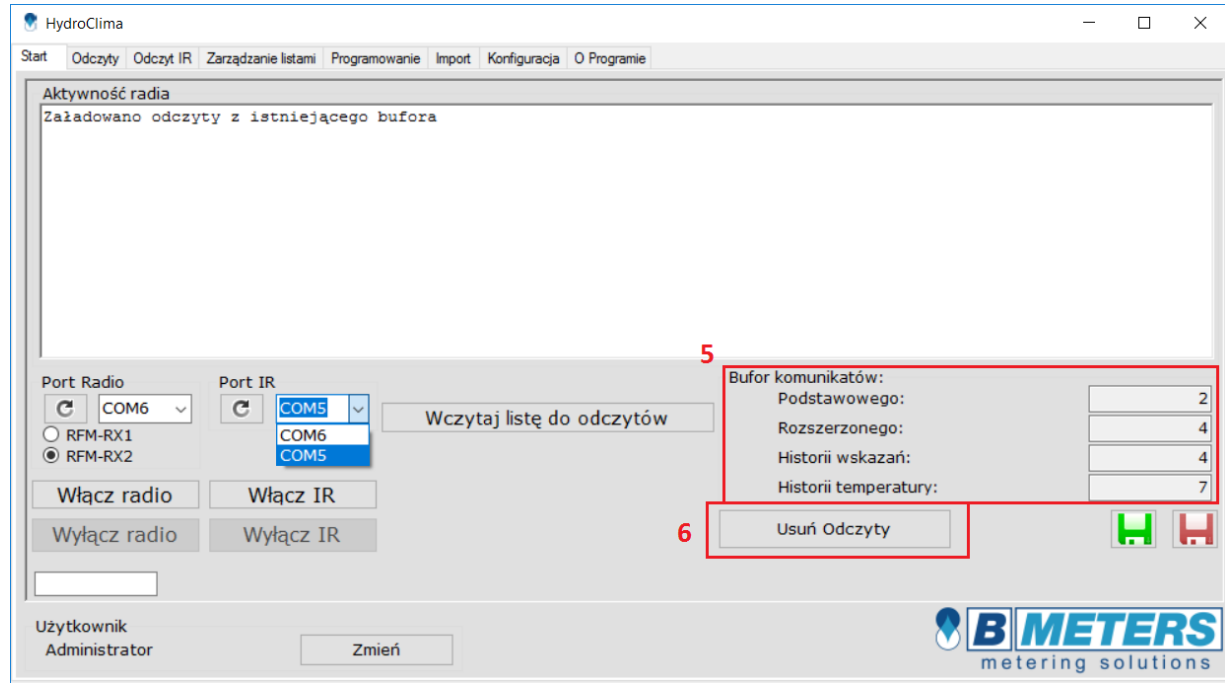 HydroClima
Start Odczyty Odczyt IR Zarządzanie listami Programowanie Import Konfiguracja O Programie
Aktywność radia
Załadowano odczyty z istniejącego bufora
5
Port Radio
COM6
RFM-RX1
RFM-RX2
Port IR
COM5
COM6
COM5
Wczytaj listę do odczytów
Bufor komunikatów:
Podstawowego: 2
Rozszerzonego: 4
Historii wskazań: 4
Historii temperatury: 7
Włącz radio Włącz IR
Wyłącz radio Wyłącz IR
6
Usuń Odczyty
Użytkownik
Administrator
Zmień
B METERS
metering solutions